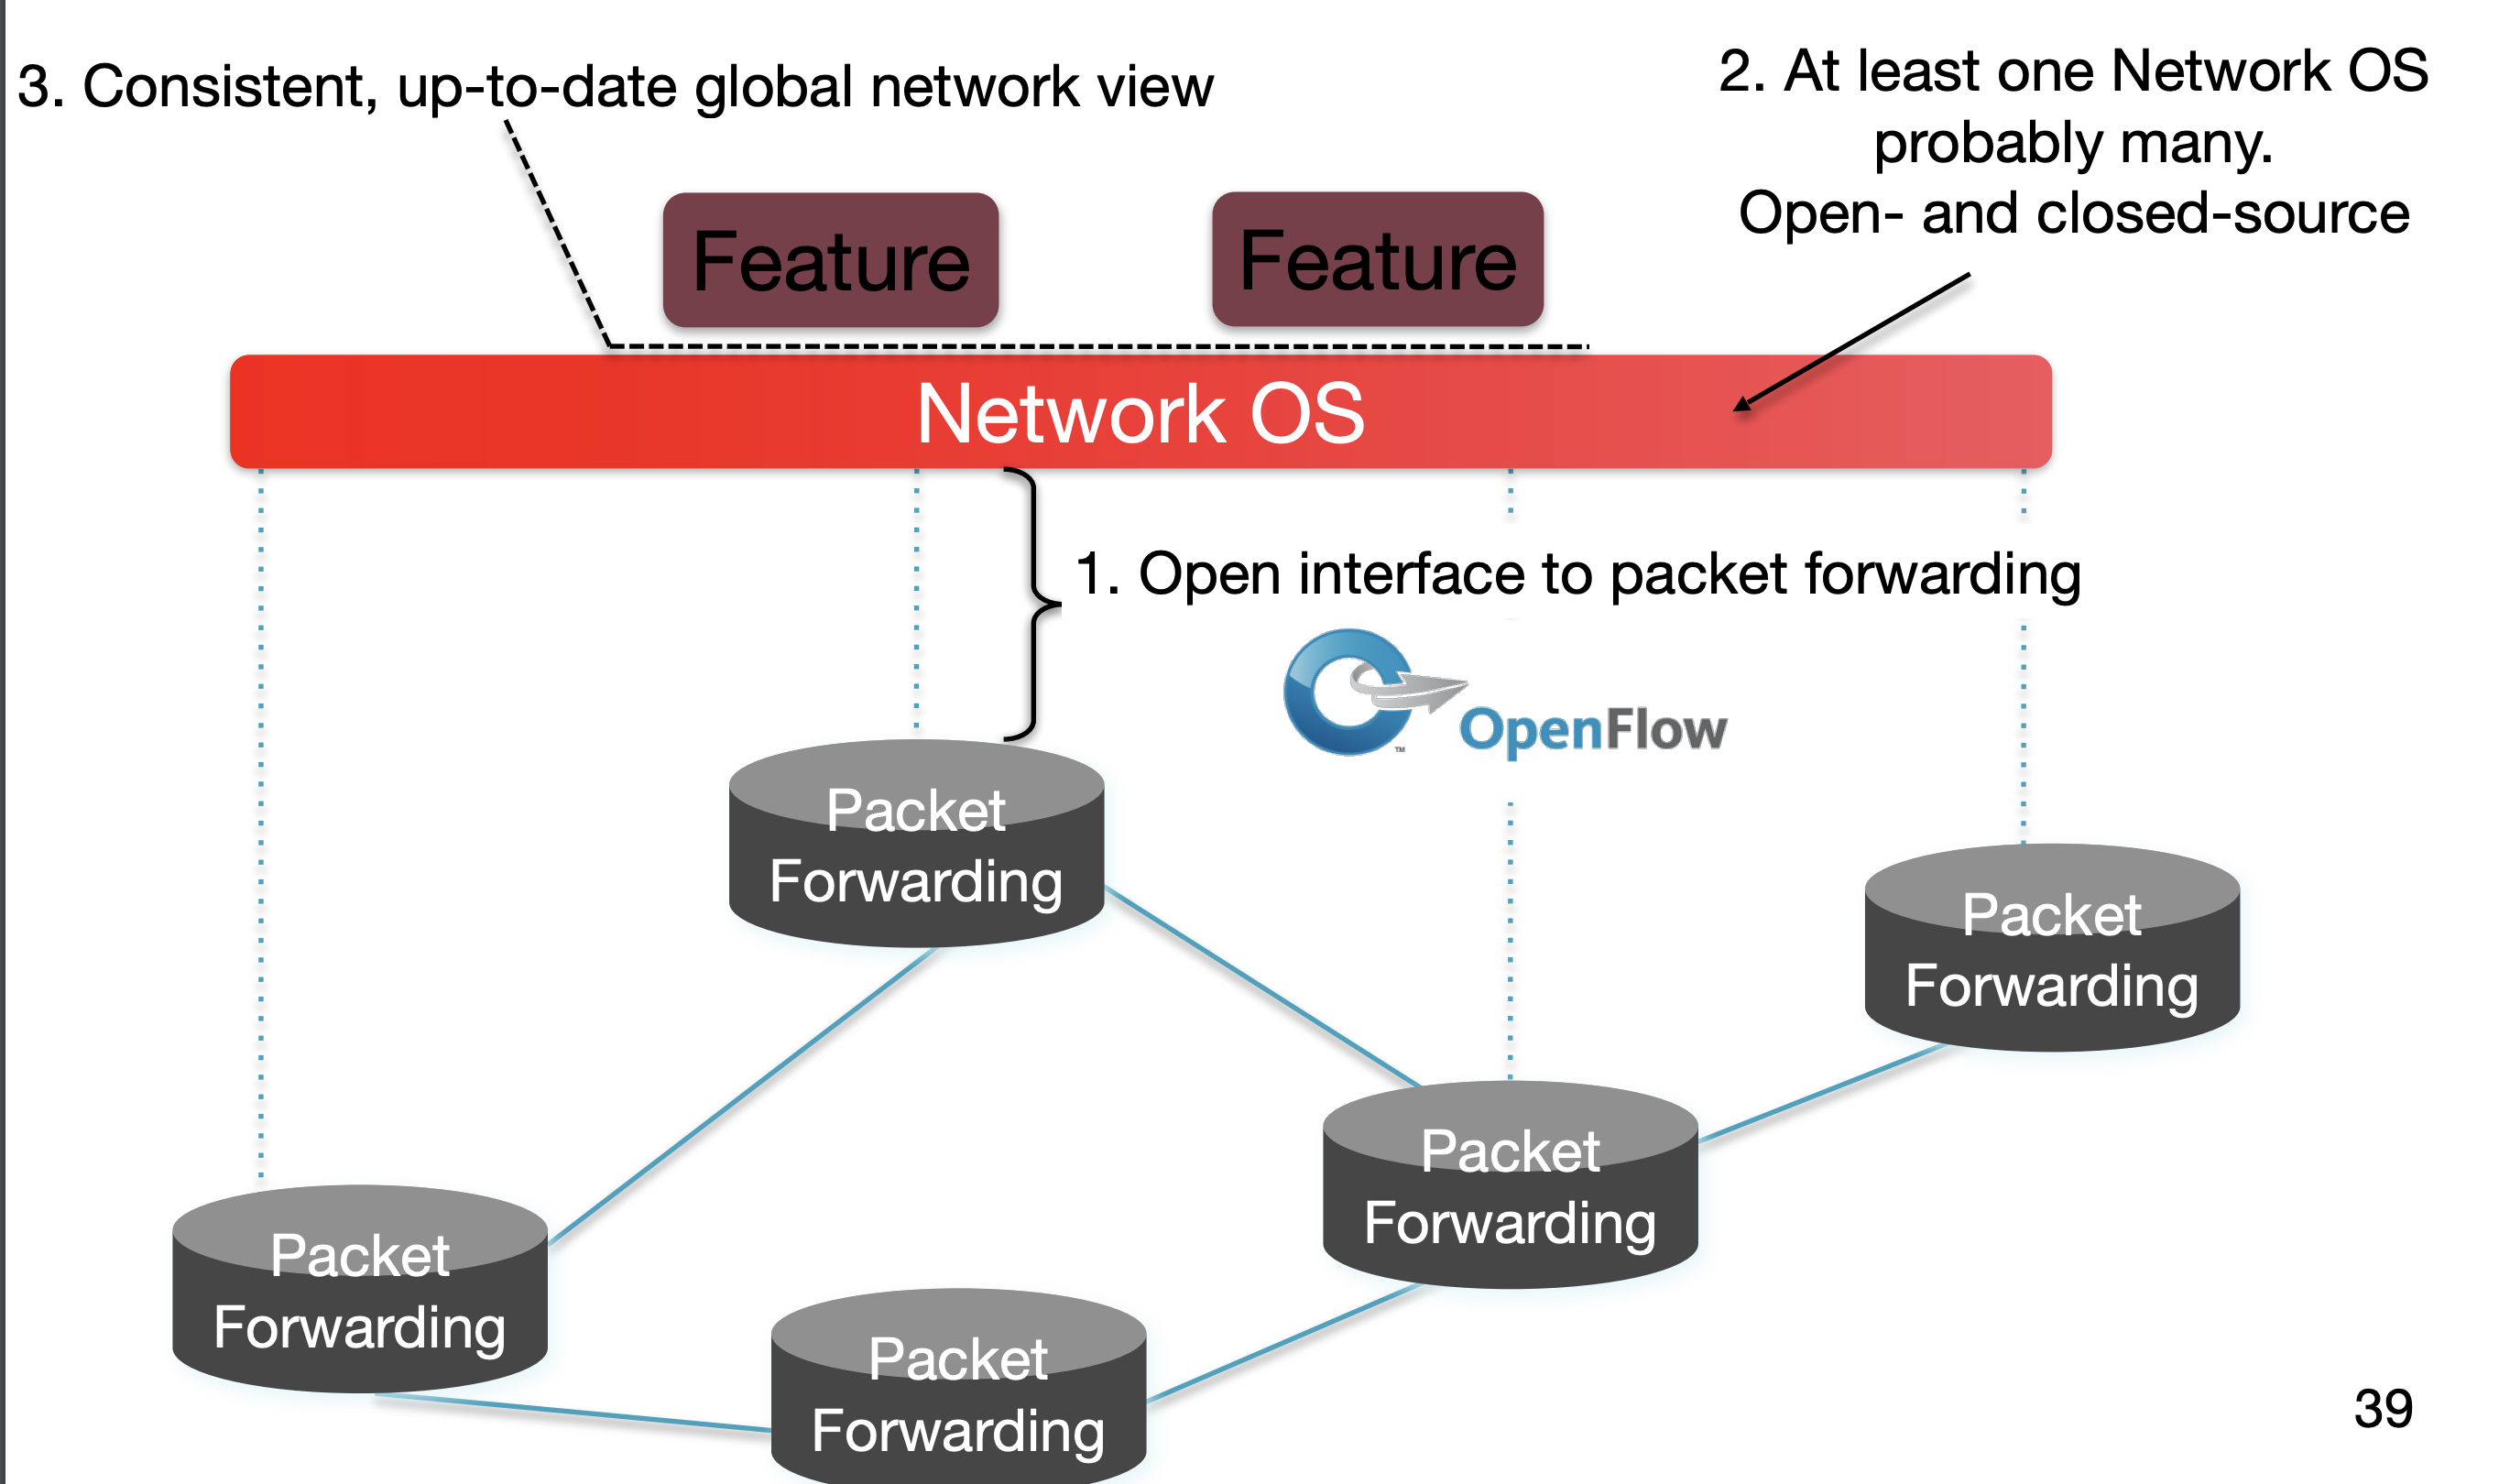 3. Consistent, up-to-date global network view
2. At least one Network OS
probably many.
Open- and closed-source
Feature
Feature
Network OS
1. Open interface to packet forwarding
OpenFlow
TM
Packet
Forwarding
Packet
Forwarding
Packet
Forwarding
Packet
Forwarding
Packet
Forwarding
39